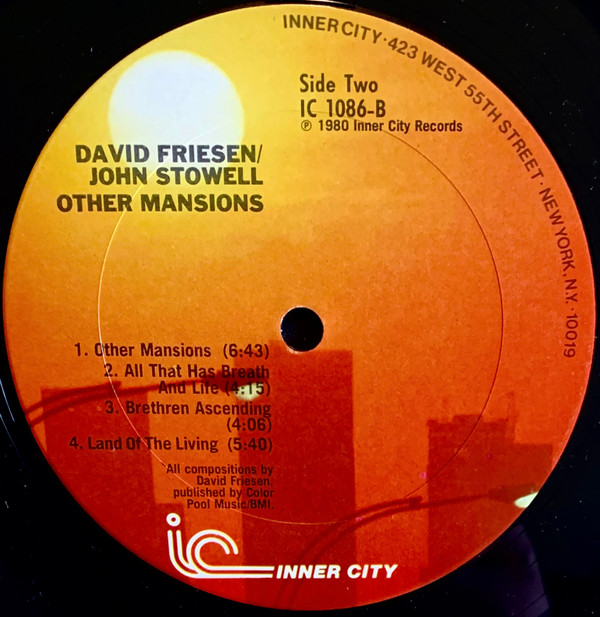 INNER CITY · 423 WEST 55TH STREET · NEW YORK, N.Y. · 10019
Side Two
IC 1086-B
℗ 1980 Inner City Records
DAVID FRIESEN/
JOHN STOWELL
OTHER MANSIONS
1. Other Mansions (6:43)
2. All That Has Breath
And Life (4:15)
3. Brethren Ascending
(4:06)
4. Land Of The Living (5:40)
All compositions by
David Friesen.
published by Color
Pool Music/BMI.
ic INNER CITY